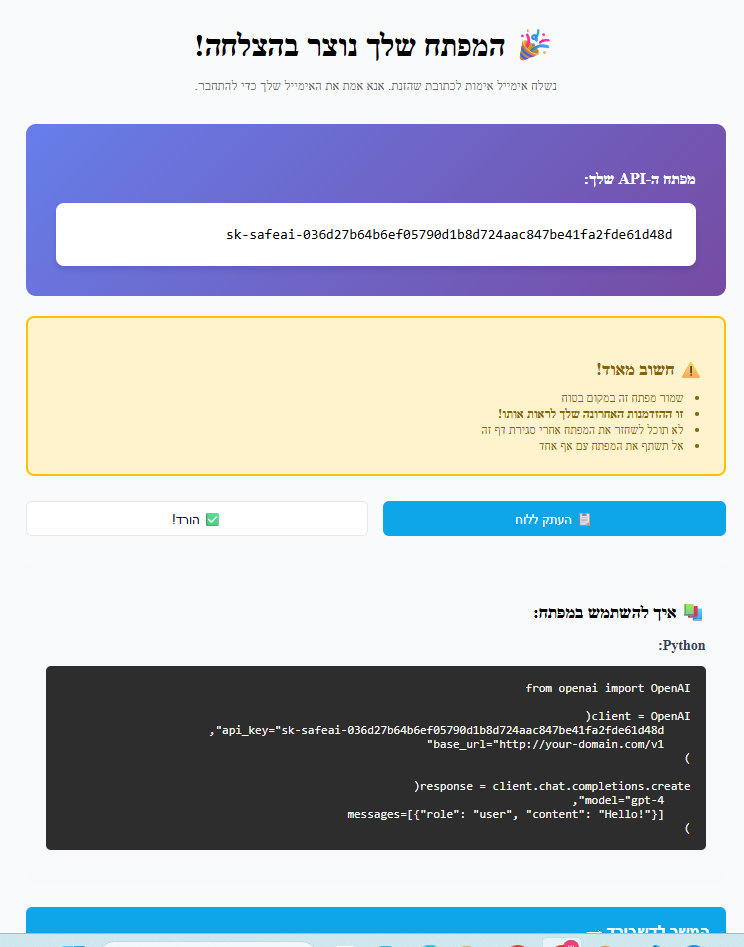 🎉 המפתח שלך נוצר בהצלחה!
נשלח אימייל אימות לכתובת שהזנת. אנא אמת את האימייל שלך כדי להתחבר.
מפתח ה-API שלך:
sk-safeai-036d27b64b6ef05790d1b8d724aac847be41fa2fde61d48d
⚠️ חשוב מאוד!
• שמור מפתח זה במקום בטוח
• זו ההזדמנות האחרונה שלך לראות אותו!
• לא תוכל לשחזר את המפתח אחרי סגירת דף זה
• אל תשתף את המפתח עם אף אחד
📋 העתק ללוח
✅ הורד!
📚 איך להשתמש במפתח:
Python:
from openai import OpenAI
client = OpenAI(
api_key="sk-safeai-036d27b64b6ef05790d1b8d724aac847be41fa2fde61d48d",
base_url="http://your-domain.com/v1"
)
response = client.chat.completions.create(
model="gpt-4",
messages=[{"role": "user", "content": "Hello!"}]
)
המשך לדשבורד →